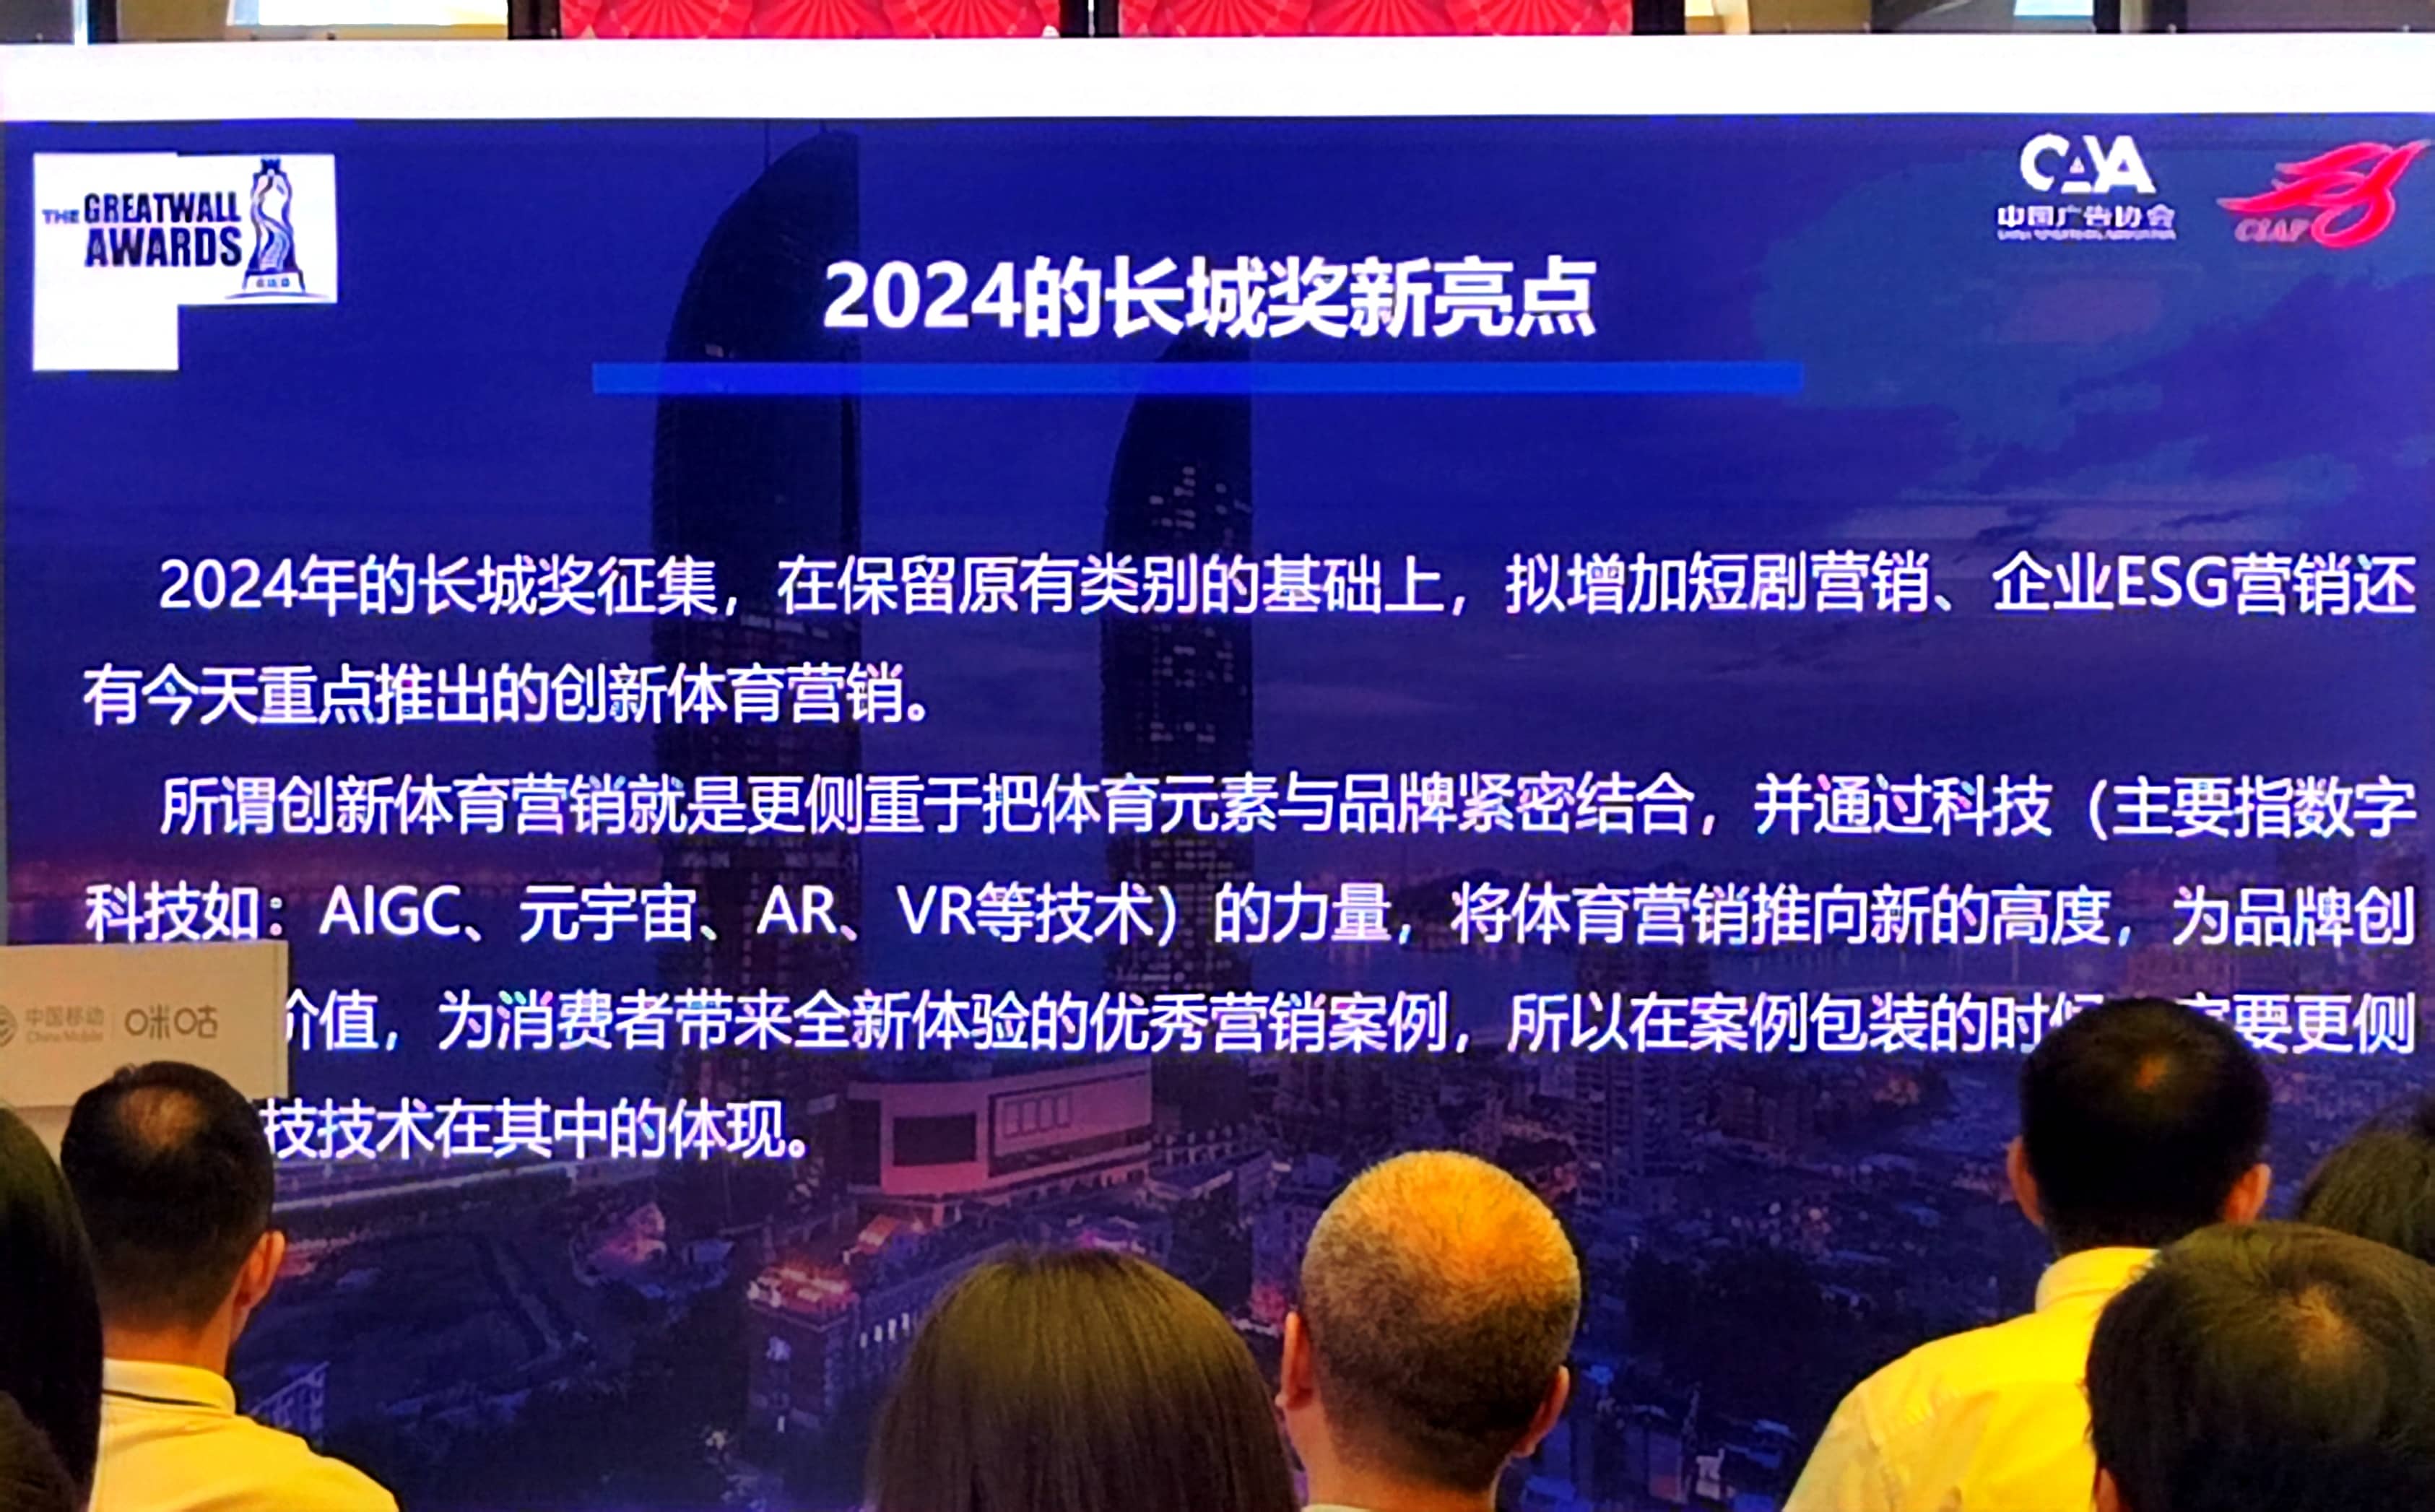 THE GREATWALL
AWARDS
CAA
中国广告协会
CIAF
2024的长城奖新亮点
2024年的长城奖征集，在保留原有类别的基础上，拟增加短剧营销、企业ESG营销还
有今天重点推出的创新体育营销。
所谓创新体育营销就是更侧重于把体育元素与品牌紧密结合，并通过科技（主要指数字
科技如：AIGC、元宇宙、AR、VR等技术）的力量，将体育营销推向新的高度，为品牌创
价值，为消费者带来全新体验的优秀营销案例，所以在案例包装的时候 要更侧
技技术在其中的体现。
中国移动
China Mobile
咪咕